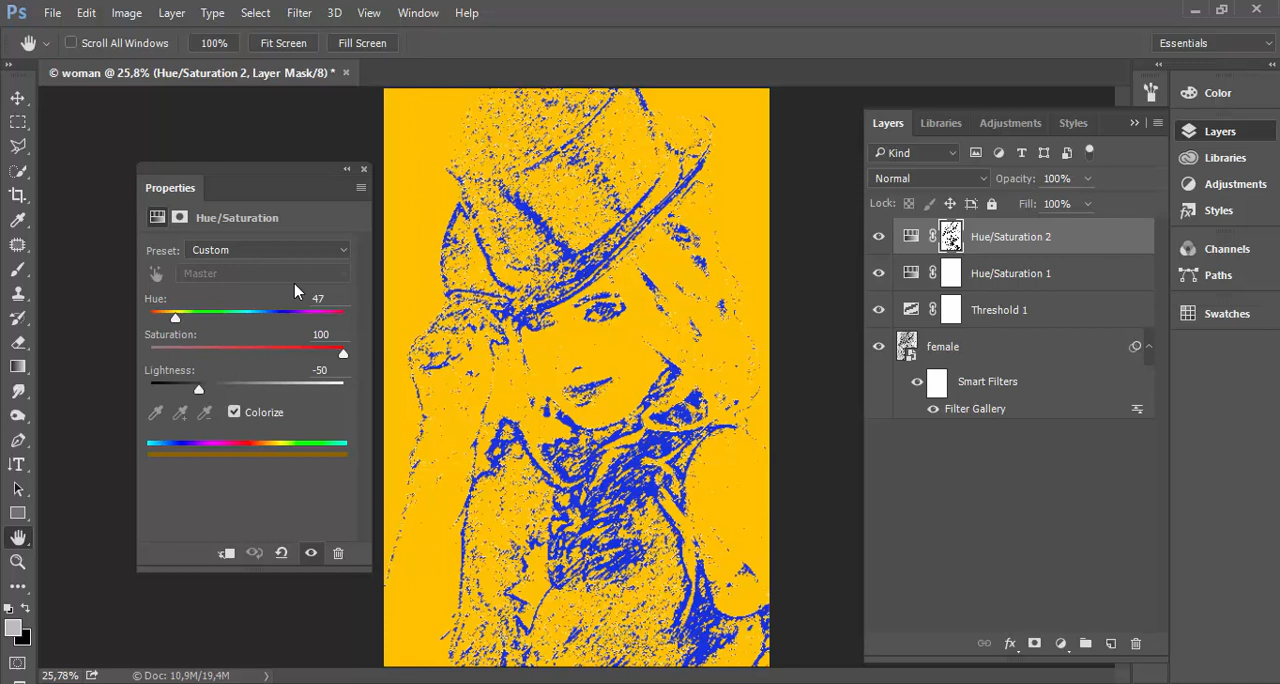 Ps File Edit Image Layer Type Select Filter 3D View Window Help
Scroll All Windows 100% Fit Screen Fill Screen Essentials
© woman @ 25,8% (Hue/Saturation 2, Layer Mask/8) * ×
Properties
Hue/Saturation
Preset: Custom
Master
Hue: 47
Saturation: 100
Lightness: -50
Colorize
Layers Libraries Adjustments Styles
Kind
Normal Opacity: 100%
Lock: Fill: 100%
Hue/Saturation 2
Hue/Saturation 1
Threshold 1
female
Smart Filters
Filter Gallery
fx
Color
Layers
Libraries
Adjustments
Styles
Channels
Paths
Swatches
25,78% © Doc: 10,9M/19,4M